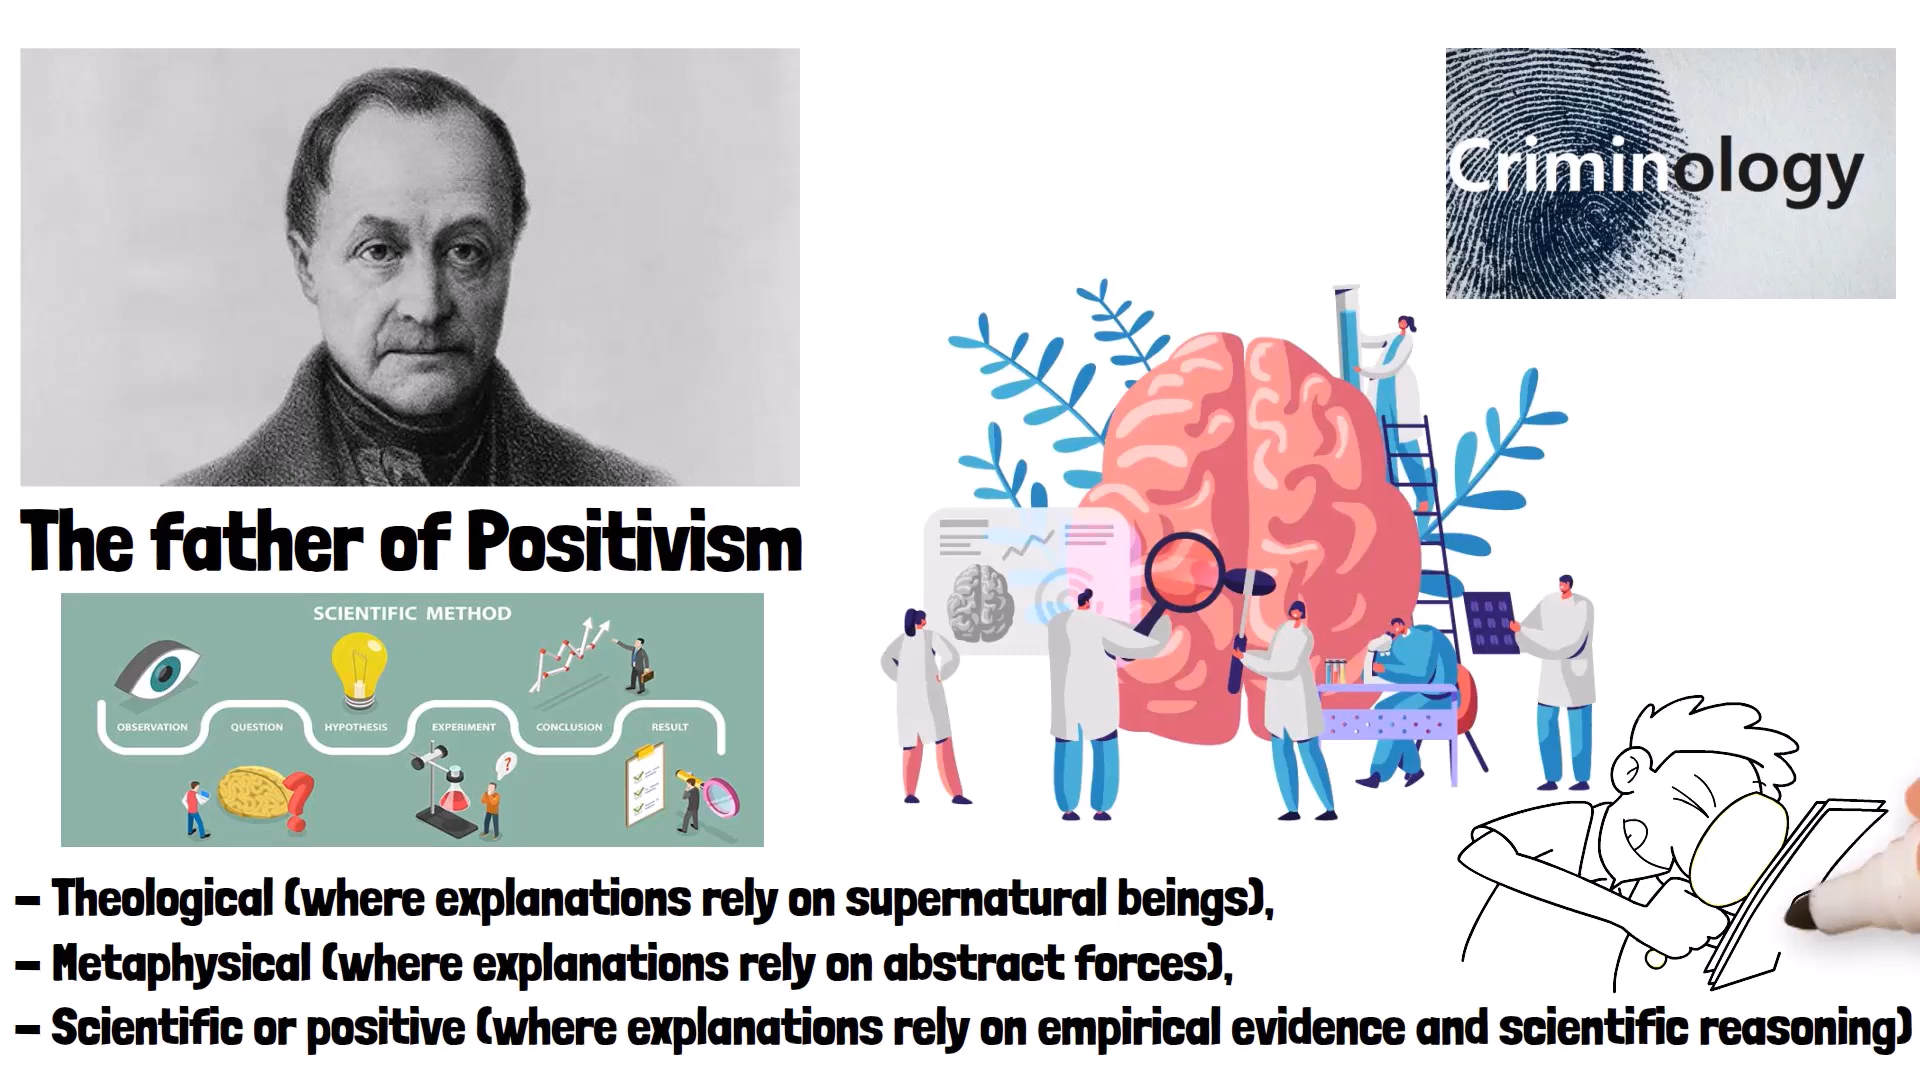 Criminology
The father of Positivism
SCIENTIFIC METHOD
OBSERVATION
QUESTION
HYPOTHESIS
EXPERIMENT
CONCLUSION
RESULT
?
– Theological (where explanations rely on supernatural beings),
– Metaphysical (where explanations rely on abstract forces),
– Scientific or positive (where explanations rely on empirical evidence and scientific reasoning)